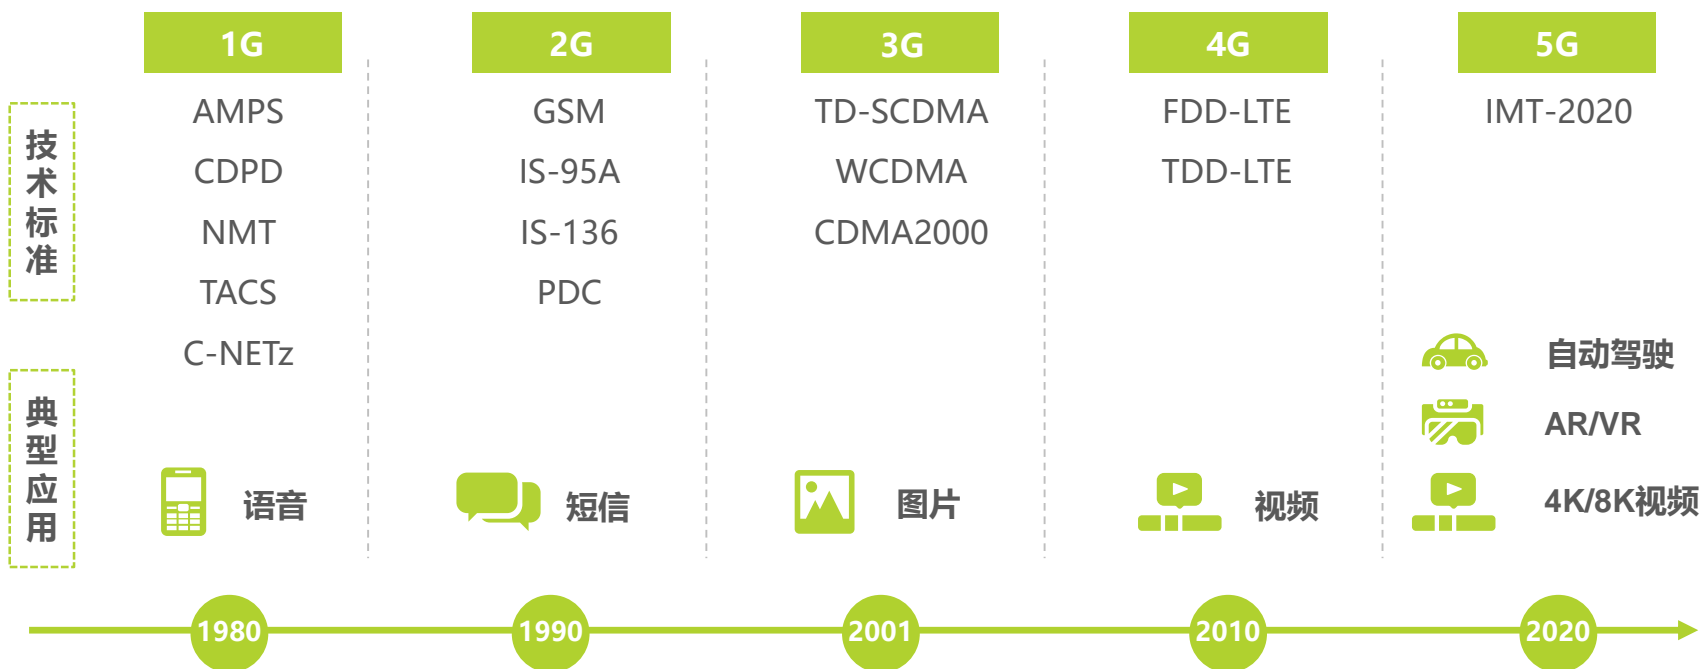 1G 2G 3G 4G 5G
技术标准
AMPS GSM TD-SCDMA FDD-LTE IMT-2020
CDPD IS-95A WCDMA TDD-LTE
NMT IS-136 CDMA2000
TACS PDC
C-NETz
典型应用
自动驾驶
AR/VR
语音 短信 图片 视频 4K/8K视频
1980 1990 2001 2010 2020